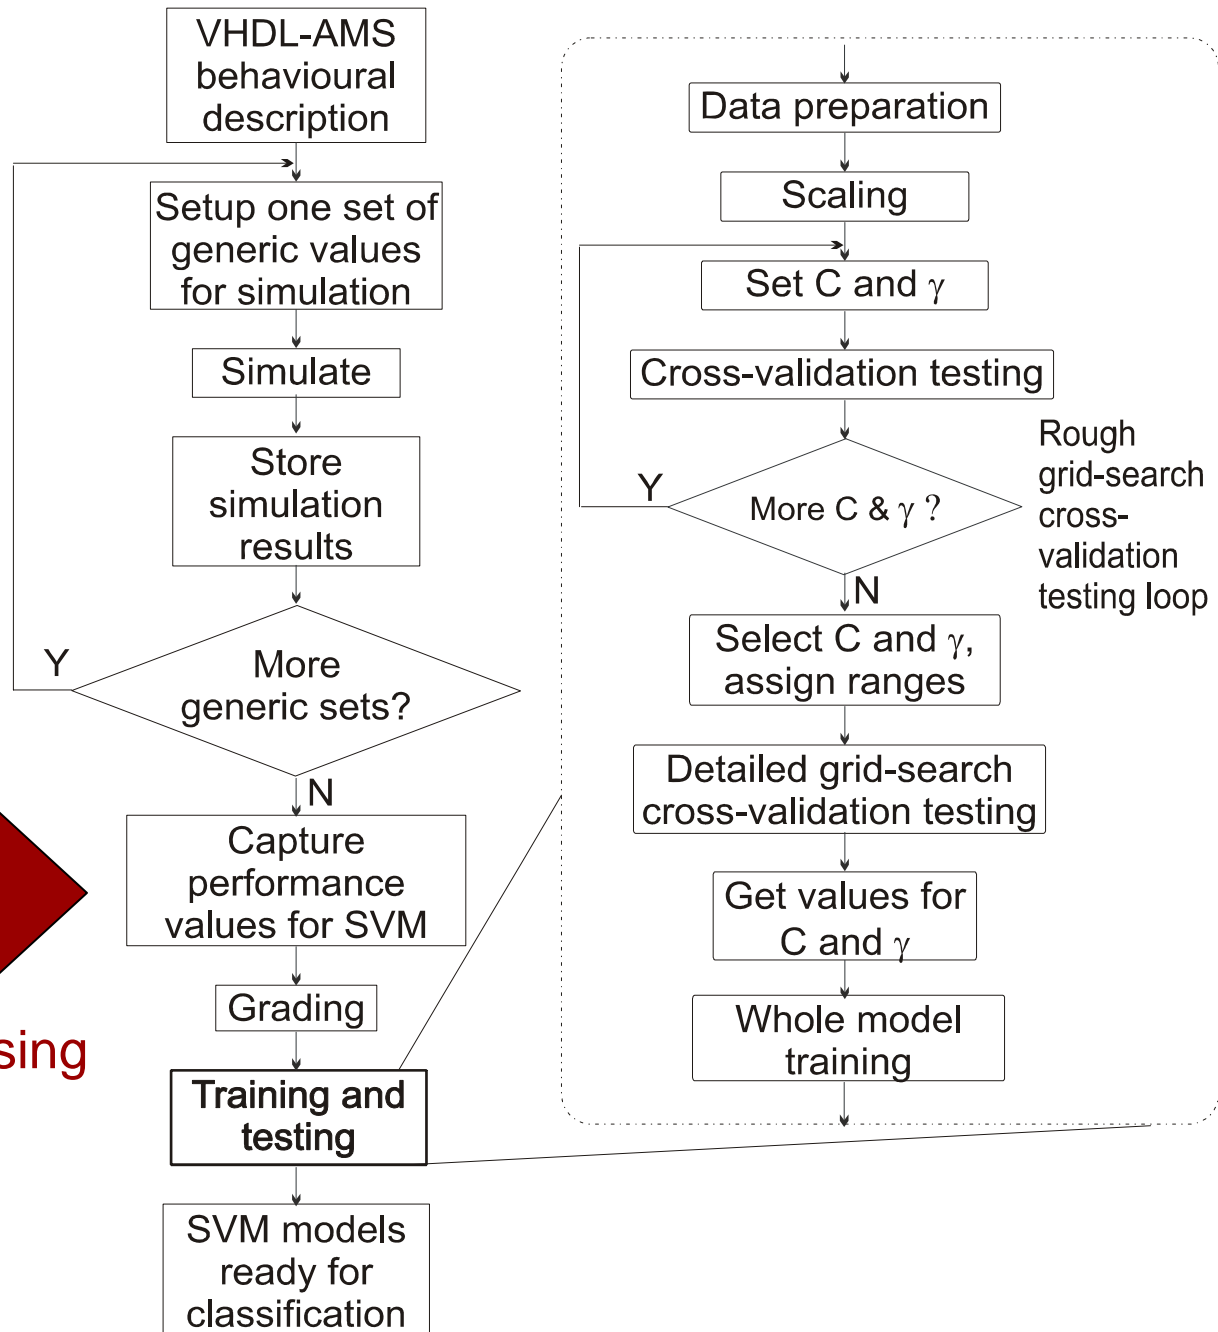 VHDL-AMS
behavioural
description
Setup one set of
generic values
for simulation
Simulate
Store
simulation
results
Y
More
generic sets?
N
Capture
performance
values for SVM
Grading
sing
Training and
testing
SVM models
ready for
classification
Data preparation
Scaling
Set C and γ
Cross-validation testing
Y
More C & γ ?
N
Rough
grid-search
cross-
validation
testing loop
Select C and γ,
assign ranges
Detailed grid-search
cross-validation testing
Get values for
C and γ
Whole model
training